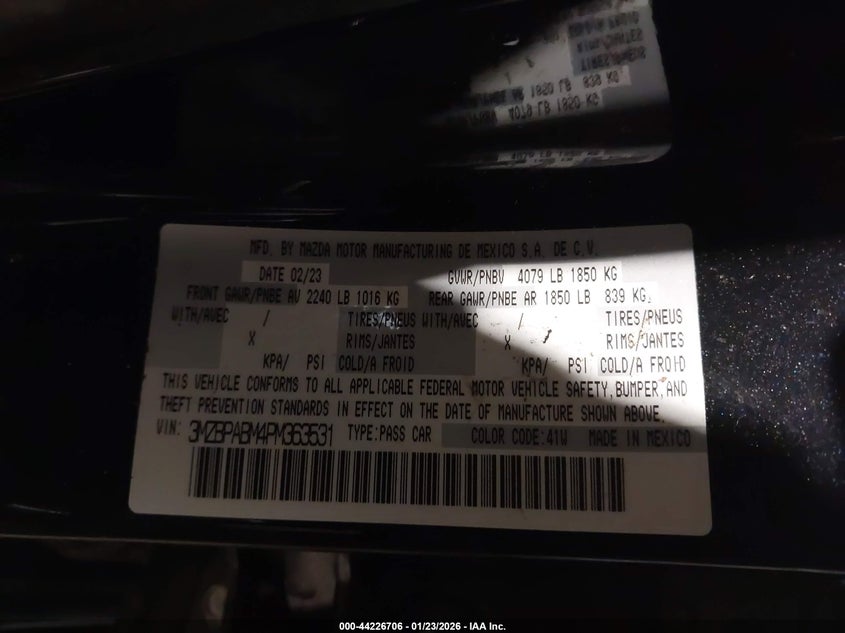 MFD. BY MAZDA MOTOR MANUFACTURING DE MEXICO S.A. DE C.V.
DATE 02/23 GVWR/PNBV 4079 LB 1850 KG
FRONT GAWR/PNBE AV 2240 LB 1016 KG REAR GAWR/PNBE AR 1850 LB 839 KG
WITH/AVEC / TIRES/PNEUS WITH/AVEC / TIRES/PNEUS
X RIMS/JANTES X RIMS/JANTES
KPA/ PSI COLD/A FROID KPA/ PSI COLD/A FROID
THIS VEHICLE CONFORMS TO ALL APPLICABLE FEDERAL MOTOR VEHICLE SAFETY, BUMPER, AND
THEFT PREVENTION STANDARDS IN EFFECT ON THE DATE OF MANUFACTURE SHOWN ABOVE.
VIN: 3MZBPABM4PM363531 TYPE: PASS CAR COLOR CODE: 41W MADE IN MEXICO
000-44226706 - 01/23/2026 - IAA Inc.